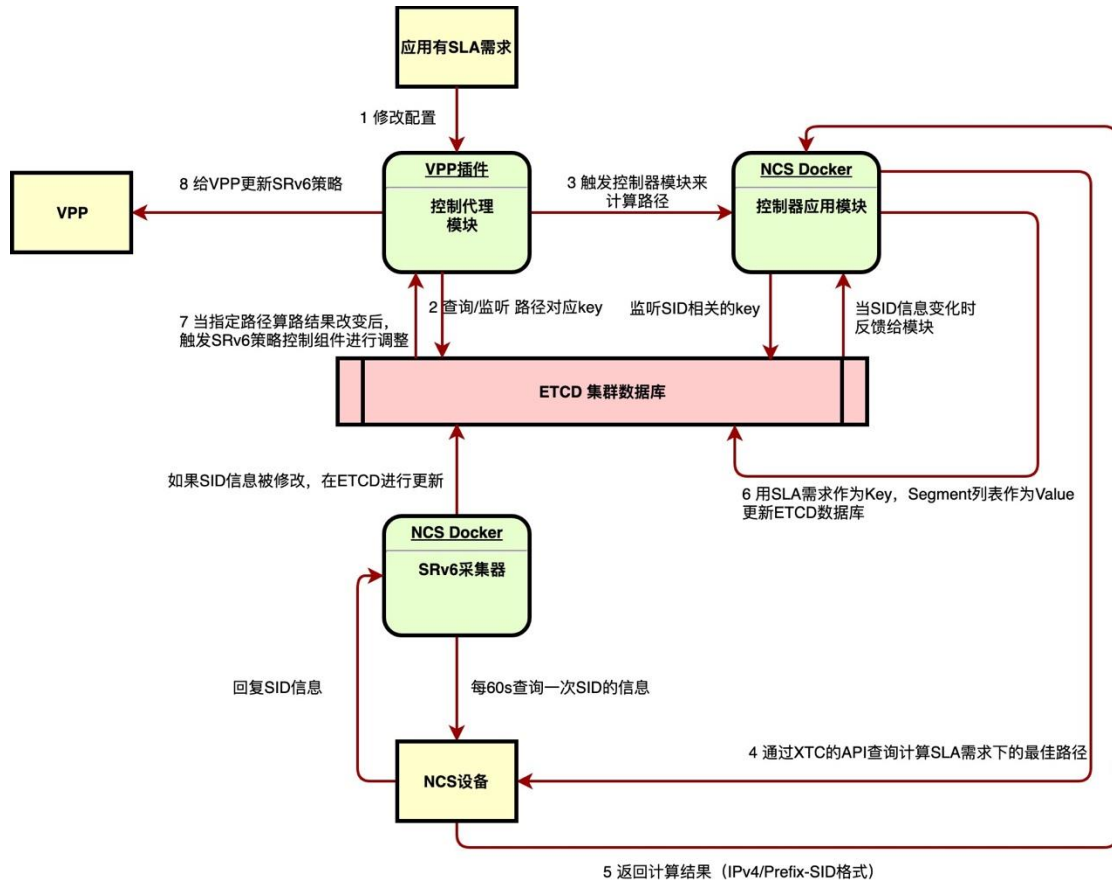 应用有SLA需求
1 修改配置
8 给VPP更新SRv6策略
VPP插件
控制代理
模块
3 触发控制器模块来
计算路径
NCS Docker
控制器应用模块
VPP
7 当指定路径算路结果改变后，
触发SRv6策略控制组件进行调整
2 查询/监听 路径对应key
监听SID相关的key
当SID信息变化时
反馈给模块
ETCD 集群数据库
如果SID信息被修改，在ETCD进行更新
6 用SLA需求作为Key，Segment列表作为Value
更新ETCD数据库
NCS Docker
SRv6采集器
回复SID信息
每60s查询一次SID的信息
4 通过XTC的API查询计算SLA需求下的最佳路径
NCS设备
5 返回计算结果（IPv4/Prefix-SID格式）